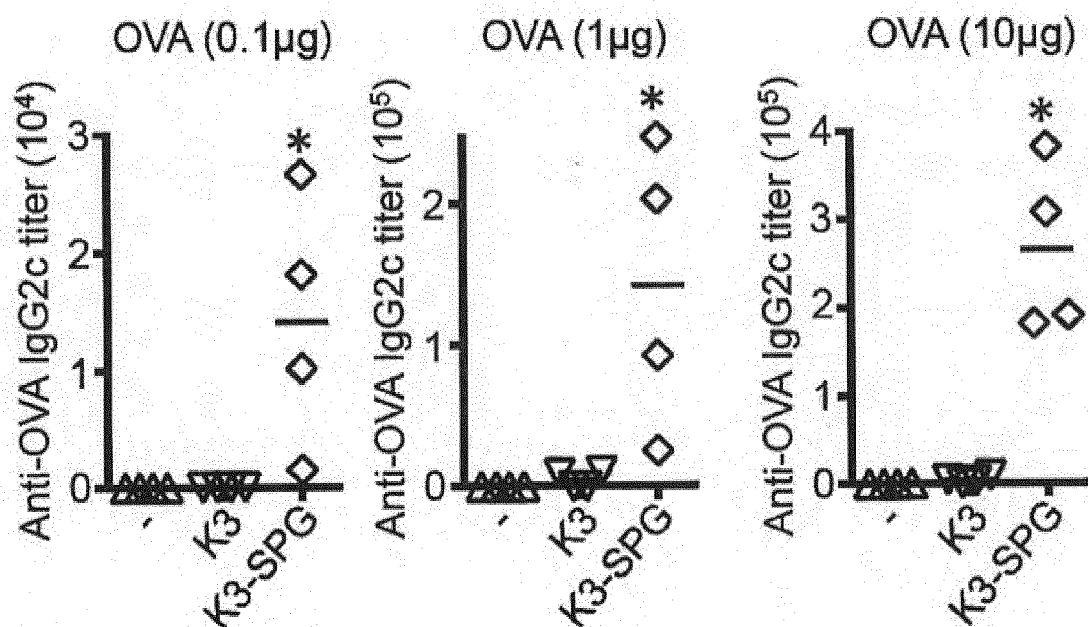 OVA (0.1µg)
Anti-OVA IgG2c titer (10⁴)
3
2
1
0
*
-
K3
K3-SPG
OVA (1µg)
Anti-OVA IgG2c titer (10⁵)
2
1
0
*
-
K3
K3-SPG
OVA (10µg)
Anti-OVA IgG2c titer (10⁵)
4
3
2
1
0
*
-
K3
K3-SPG